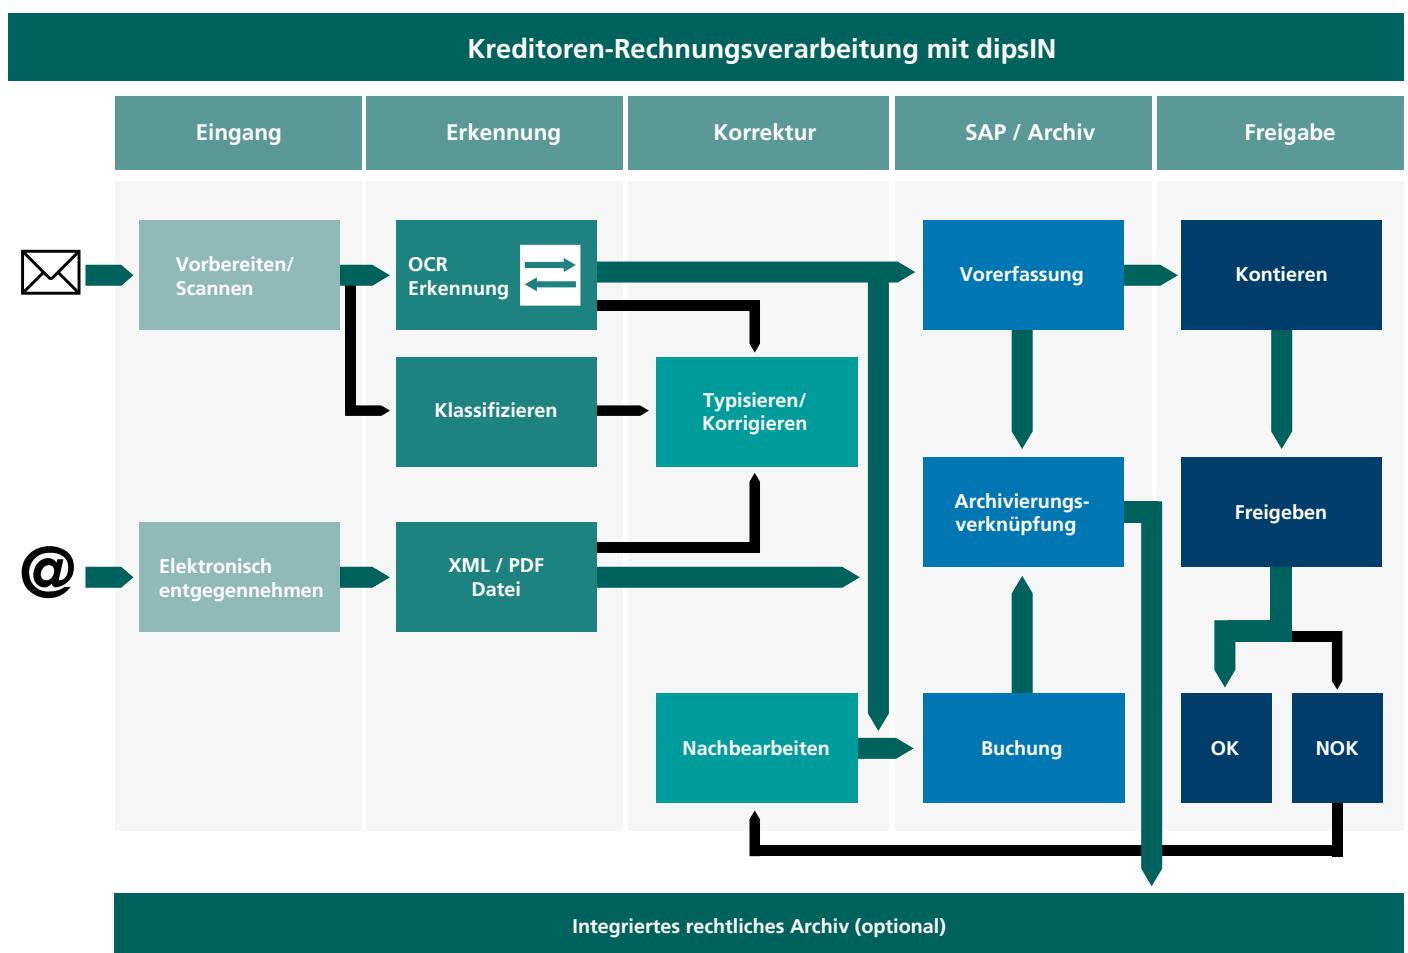 Kreditoren-Rechnungsverarbeitung mit dipsIN
Eingang
Erkennung
Korrektur
SAP / Archiv
Freigabe
Vorbereiten/
Scannen
OCR
Erkennung
Vorerfassung
Kontieren
Klassifizieren
Typisieren/
Korrigieren
Archivierungs-
verknüpfung
Freigeben
@
Elektronisch
entgegennehmen
XML / PDF
Datei
Nachbearbeiten
Buchung
OK
NOK
Integriertes rechtliches Archiv (optional)